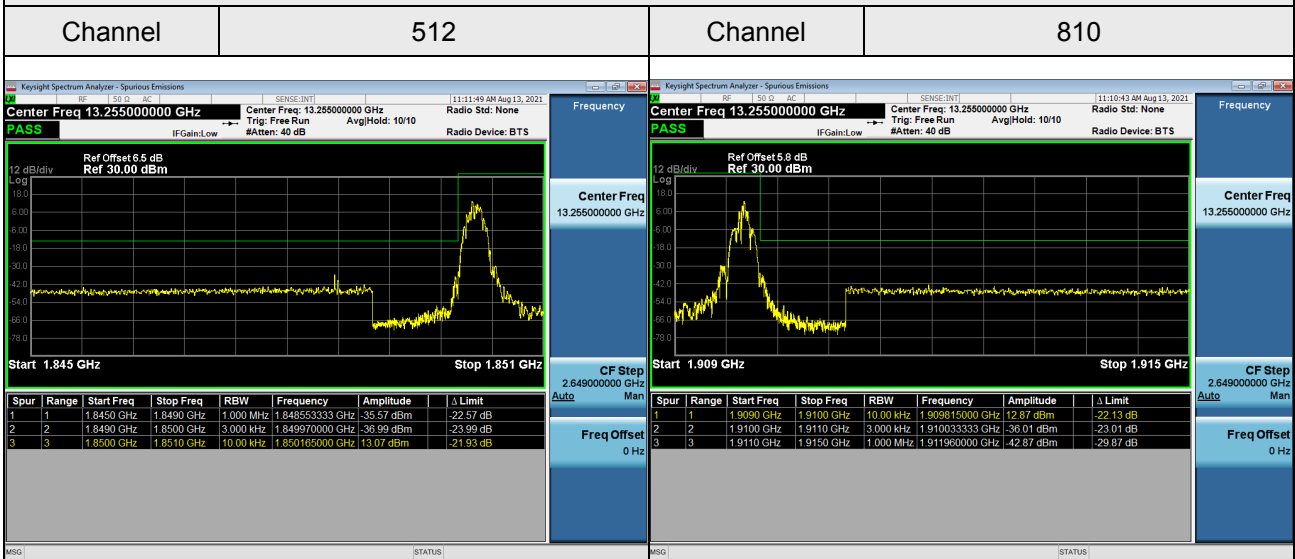 Channel 512 Channel 810
Keysight Spectrum Analyzer - Spurious Emissions
RF 50 Ω AC SENSE:INT 11:11:49 AM Aug 13, 2021
Center Freq 13.255000000 GHz Center Freq: 13.255000000 GHz Radio Std: None
Trig: Free Run Avg|Hold: 10/10
PASS IFGain:Low #Atten: 40 dB Radio Device: BTS
Ref Offset 6.5 dB
12 dB/div Ref 30.00 dBm
Log
18.0
6.00
-6.00
-18.0
-30.0
-42.0
-54.0
-66.0
-78.0
Start 1.845 GHz Stop 1.851 GHz
Spur Range Start Freq Stop Freq RBW Frequency Amplitude Δ Limit
1 1 1.8450 GHz 1.8490 GHz 1.000 MHz 1.848553333 GHz -35.57 dBm -22.57 dB
2 2 1.8490 GHz 1.8500 GHz 3.000 kHz 1.849970000 GHz -36.99 dBm -23.99 dB
3 3 1.8500 GHz 1.8510 GHz 10.00 kHz 1.850165000 GHz 13.07 dBm -21.93 dB
MSG STATUS
Frequency
Center Freq
13.255000000 GHz
CF Step
2.649000000 GHz
Auto Man
Freq Offset
0 Hz
Keysight Spectrum Analyzer - Spurious Emissions
RF 50 Ω AC SENSE:INT 11:10:43 AM Aug 13, 2021
Center Freq 13.255000000 GHz Center Freq: 13.255000000 GHz Radio Std: None
Trig: Free Run Avg|Hold: 10/10
PASS IFGain:Low #Atten: 40 dB Radio Device: BTS
Ref Offset 5.8 dB
12 dB/div Ref 30.00 dBm
Log
18.0
6.00
-6.00
-18.0
-30.0
-42.0
-54.0
-66.0
-78.0
Start 1.909 GHz Stop 1.915 GHz
Spur Range Start Freq Stop Freq RBW Frequency Amplitude Δ Limit
1 1 1.9090 GHz 1.9100 GHz 10.00 kHz 1.909815000 GHz 12.87 dBm -22.13 dB
2 2 1.9100 GHz 1.9110 GHz 3.000 kHz 1.910033333 GHz -36.01 dBm -23.01 dB
3 3 1.9110 GHz 1.9150 GHz 1.000 MHz 1.911960000 GHz -42.87 dBm -29.87 dB
MSG STATUS
Frequency
Center Freq
13.255000000 GHz
CF Step
2.649000000 GHz
Auto Man
Freq Offset
0 Hz